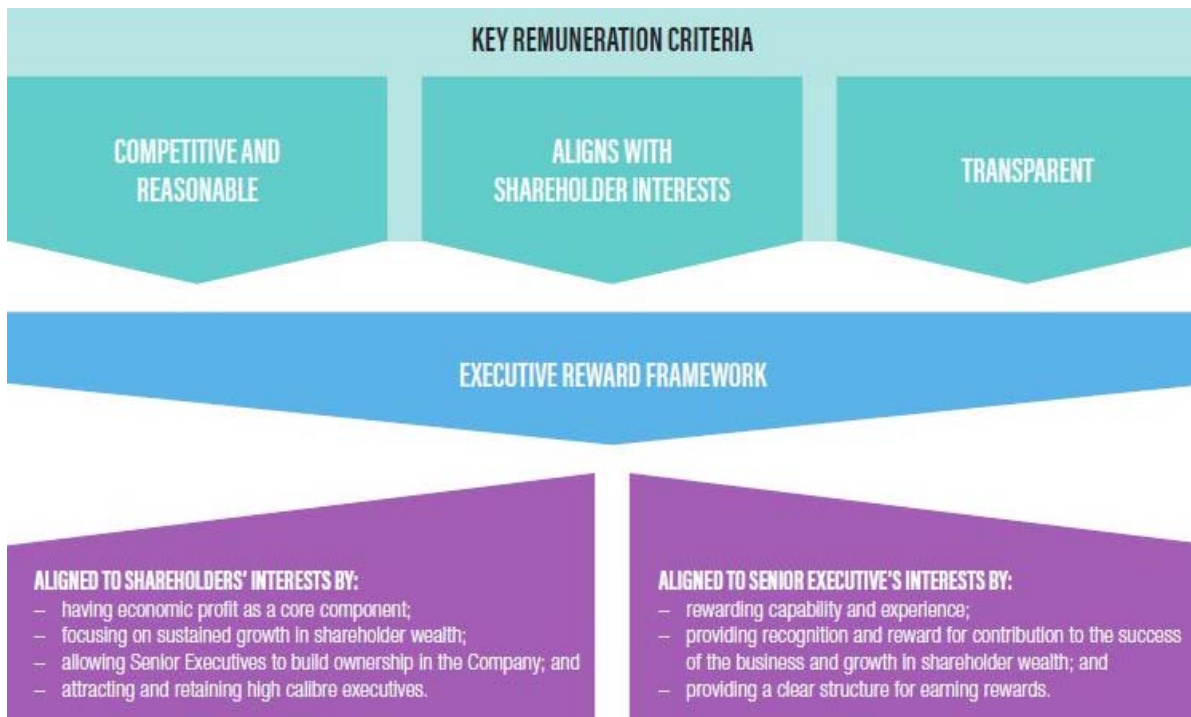 KEY REMUNERATION CRITERIA
COMPETITIVE AND
REASONABLE
ALIGNS WITH
SHAREHOLDER INTERESTS
TRANSPARENT
EXECUTIVE REWARD FRAMEWORK
ALIGNED TO SHAREHOLDERS' INTERESTS BY:
– having economic profit as a core component;
– focusing on sustained growth in shareholder wealth;
– allowing Senior Executives to build ownership in the Company; and
– attracting and retaining high calibre executives.
ALIGNED TO SENIOR EXECUTIVE'S INTERESTS BY:
– rewarding capability and experience;
– providing recognition and reward for contribution to the success
of the business and growth in shareholder wealth; and
– providing a clear structure for earning rewards.